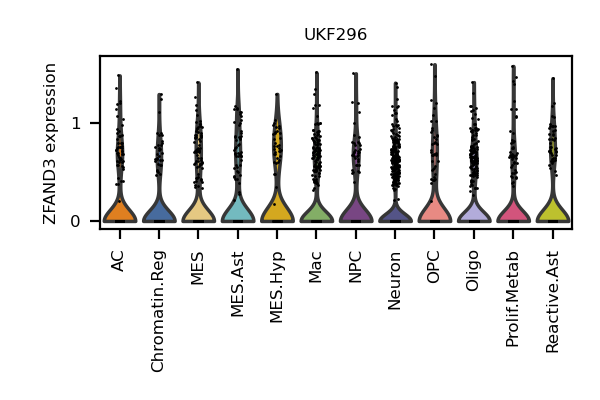 UKF296
ZFAND3 expression
1
0
AC
Chromatin.Reg
MES
MES.Ast
MES.Hyp
Mac
NPC
Neuron
OPC
Oligo
Prolif.Metab
Reactive.Ast